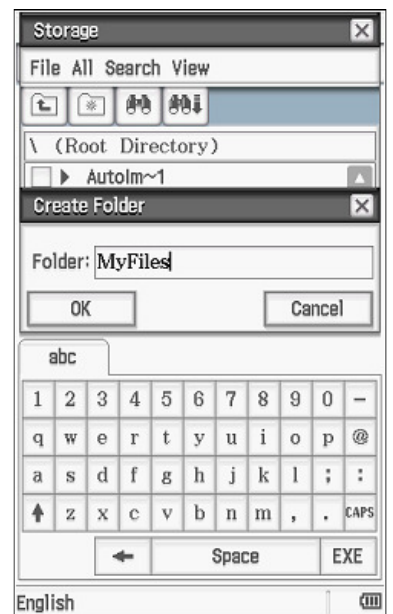 Storage
File All Search View
\ (Root Directory)
AutoIm~1
Create Folder
Folder: MyFiles
OK Cancel
abc
1 2 3 4 5 6 7 8 9 0 −
q w e r t y u i o p @
a s d f g h j k l ; :
z x c v b n m , . CAPS
Space EXE
English